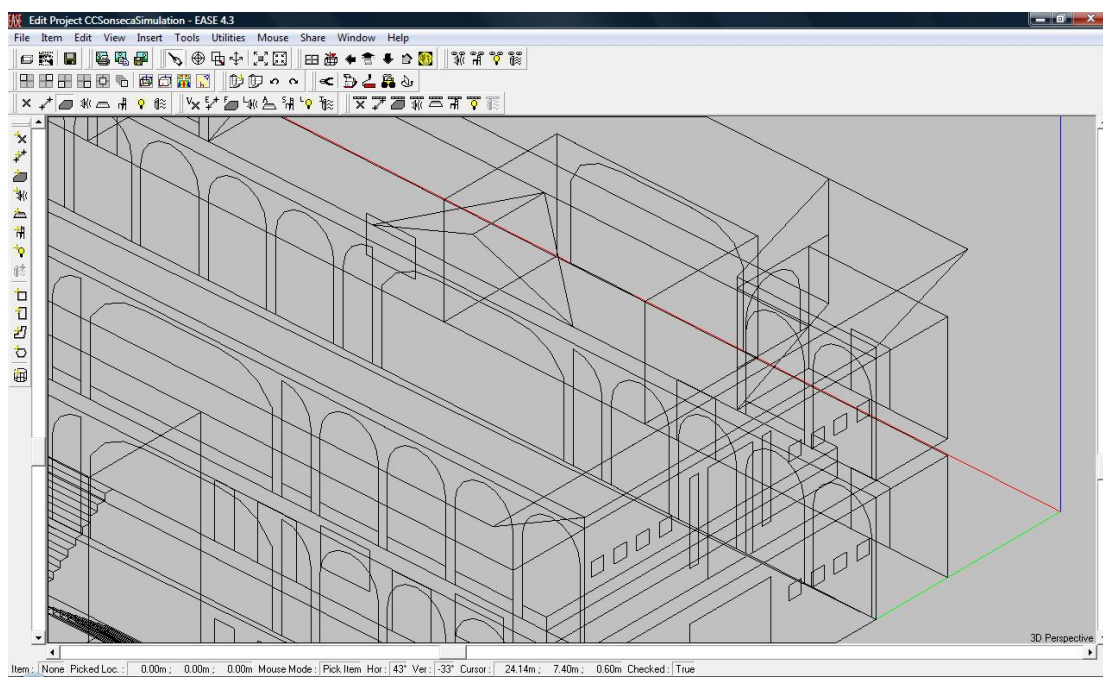 EASE Edit Project CCSonsecaSimulation - EASE 4.3
File Item Edit View Insert Tools Utilities Mouse Share Window Help
3D Perspective
Item: None Picked Loc.: 0.00m ; 0.00m ; 0.00m Mouse Mode: Pick Item Hor: 43° Ver: -33° Cursor: 24.14m ; 7.40m ; 0.60m Checked: True